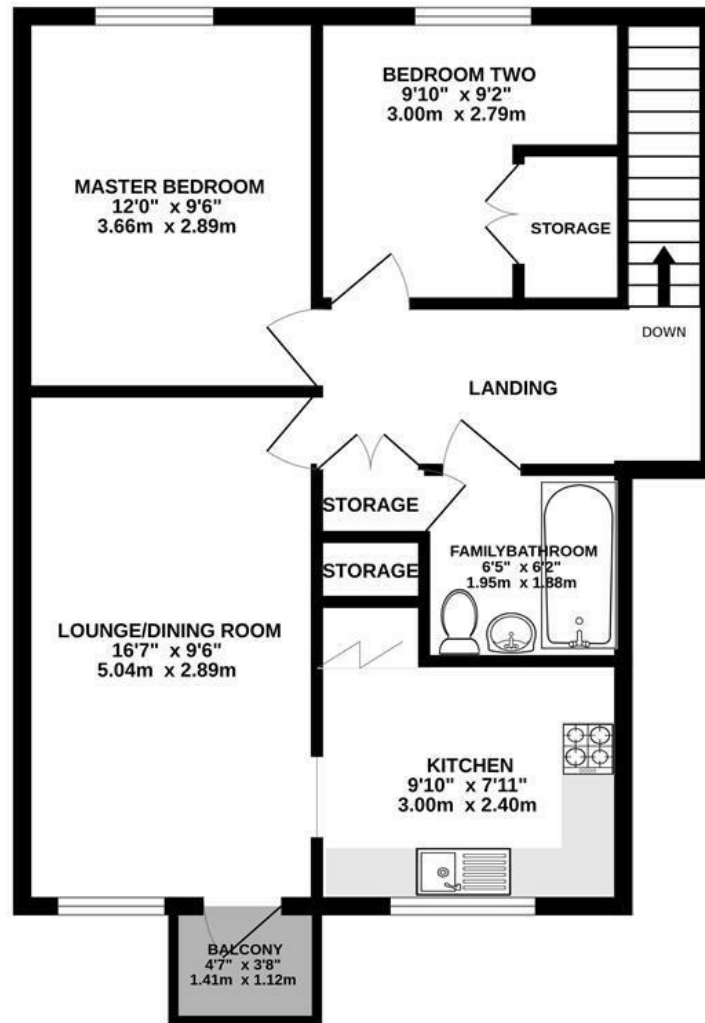 BEDROOM TWO
9'10" x 9'2"
3.00m x 2.79m
MASTER BEDROOM
12'0" x 9'6"
3.66m x 2.89m
STORAGE
DOWN
LANDING
STORAGE
FAMILYBATHROOM
6'5" x 6'2"
1.95m x 1.88m
STORAGE
LOUNGE/DINING ROOM
16'7" x 9'6"
5.04m x 2.89m
KITCHEN
9'10" x 7'11"
3.00m x 2.40m
BALCONY
4'7" x 3'8"
1.41m x 1.12m